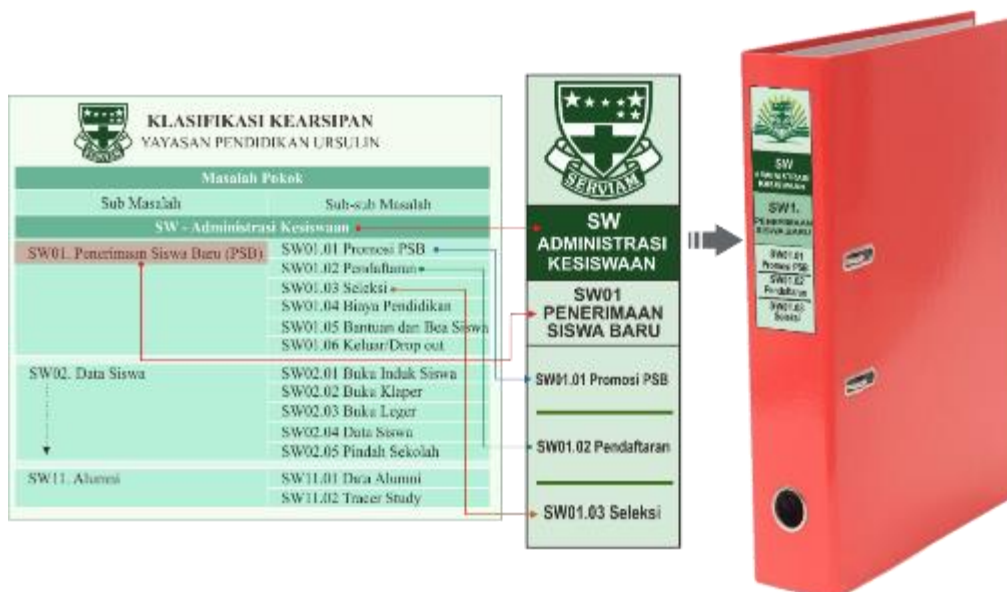 KLASIFIKASI KEARSIPAN
YAYASAN PENDIDIKAN URSULIN
Masalah Pokok
Sub Masalah
Sub-sub Masalah
SW - Administrasi Kesiswaan
SW01. Penerimaan Siswa Baru (PSB)
SW01.01 Promosi PSB
SW01.02 Pendaftaran
SW01.03 Seleksi
SW01.04 Biaya Pendidikan
SW01.05 Bantuan dan Bea Siswa
SW01.06 Keluar/Drop out
SW02. Data Siswa
SW02.01 Buku Induk Siswa
SW02.02 Buku Klaper
SW02.03 Buku Leger
SW02.04 Data Siswa
SW02.05 Pindah Sekolah
SW11. Alumni
SW11.01 Data Alumni
SW11.02 Tracer Study
SERVIAM
SW
ADMINISTRASI
KESISWAAN
SW01
PENERIMAAN
SISWA BARU
SW01.01 Promosi PSB
SW01.02 Pendaftaran
SW01.03 Seleksi
SW
ADMINISTRASI
KESISWAAN
SW1.
PENERIMAAN
SISWA BARU
SW01.01
Promosi PSB
SW01.02
Pendaftaran
SW01.03
Seleksi